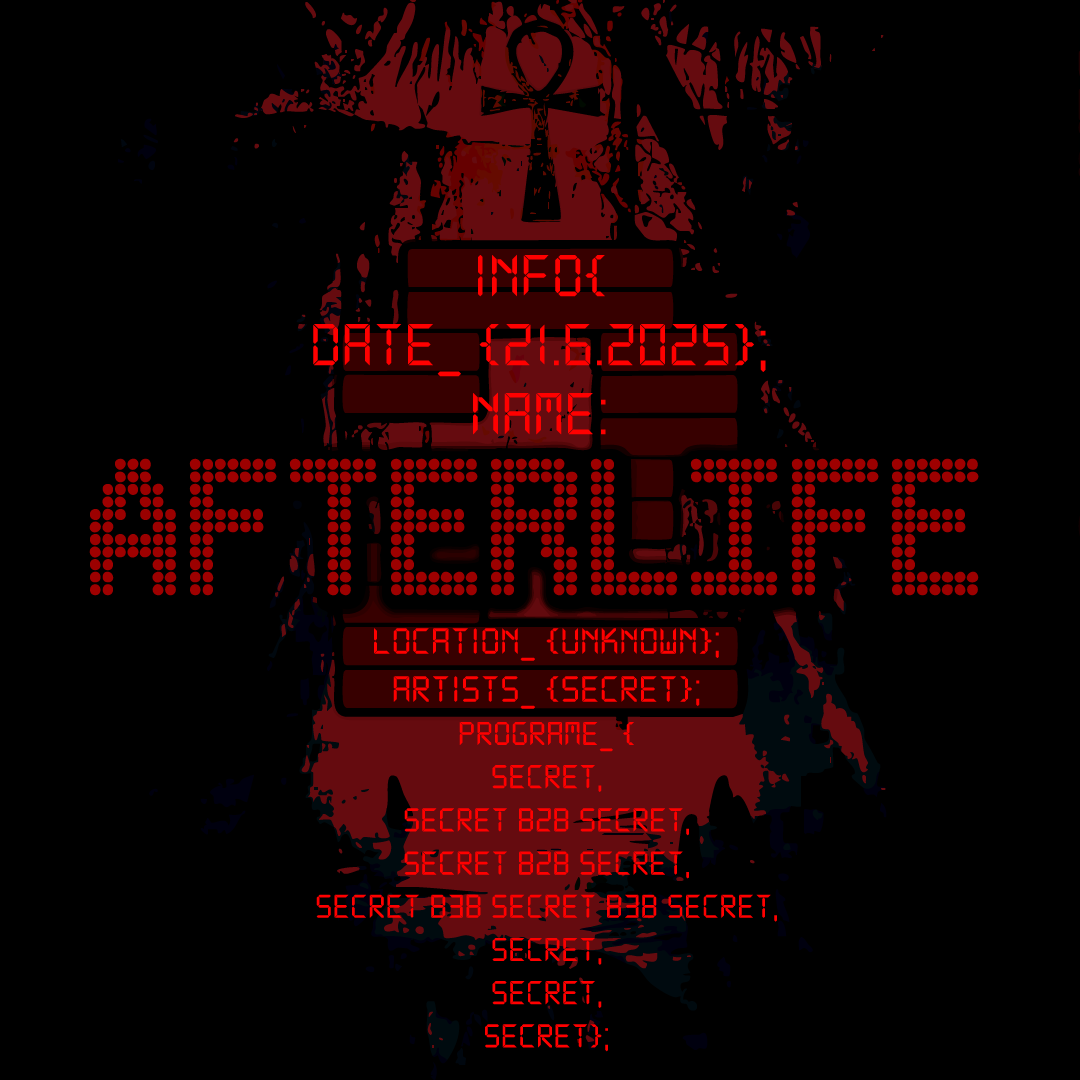 INFO{
DATE_{21.6.2025};
NAME:
AFTERLIFE
LOCATION_{UNKNOWN};
ARTISTS_{SECRET};
PROGRAME_{
SECRET,
SECRET B2B SECRET,
SECRET B2B SECRET,
SECRET B3B SECRET B3B SECRET,
SECRET,
SECRET,
SECRET};